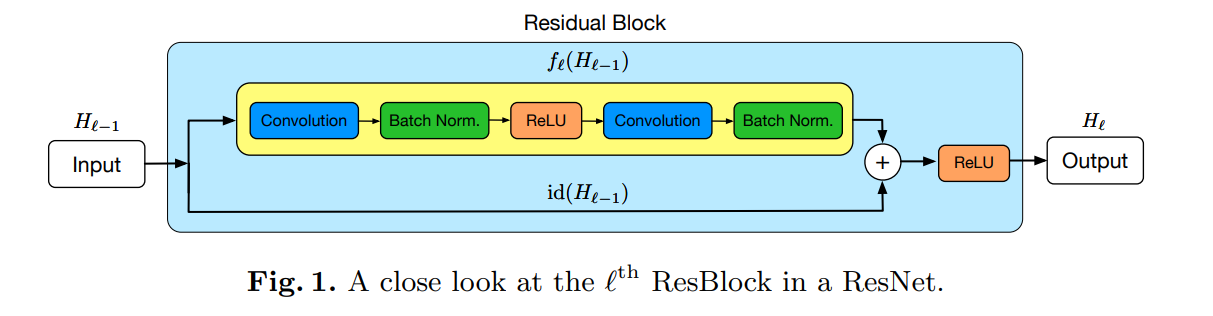 Residual Block
fℓ(Hℓ−1)
Hℓ−1
Input
Convolution
Batch Norm.
ReLU
Convolution
Batch Norm.
+
ReLU
Hℓ
Output
id(Hℓ−1)
Fig. 1. A close look at the ℓth ResBlock in a ResNet.